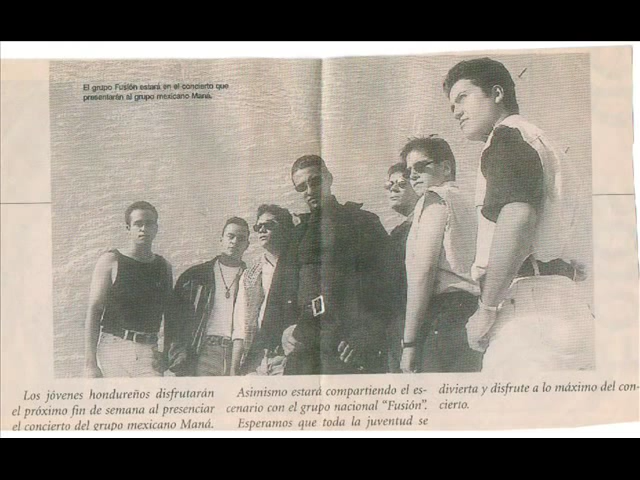 El grupo Fusión estará en el concierto que
presentarán al grupo mexicano Maná.
Los jóvenes hondureños disfrutarán
el próximo fin de semana al presenciar
el concierto del grupo mexicano Maná.
Asimismo estará compartiendo el es-
cenario con el grupo nacional "Fusión".
Esperamos que toda la juventud se
divierta y disfrute a lo máximo del con-
cierto.